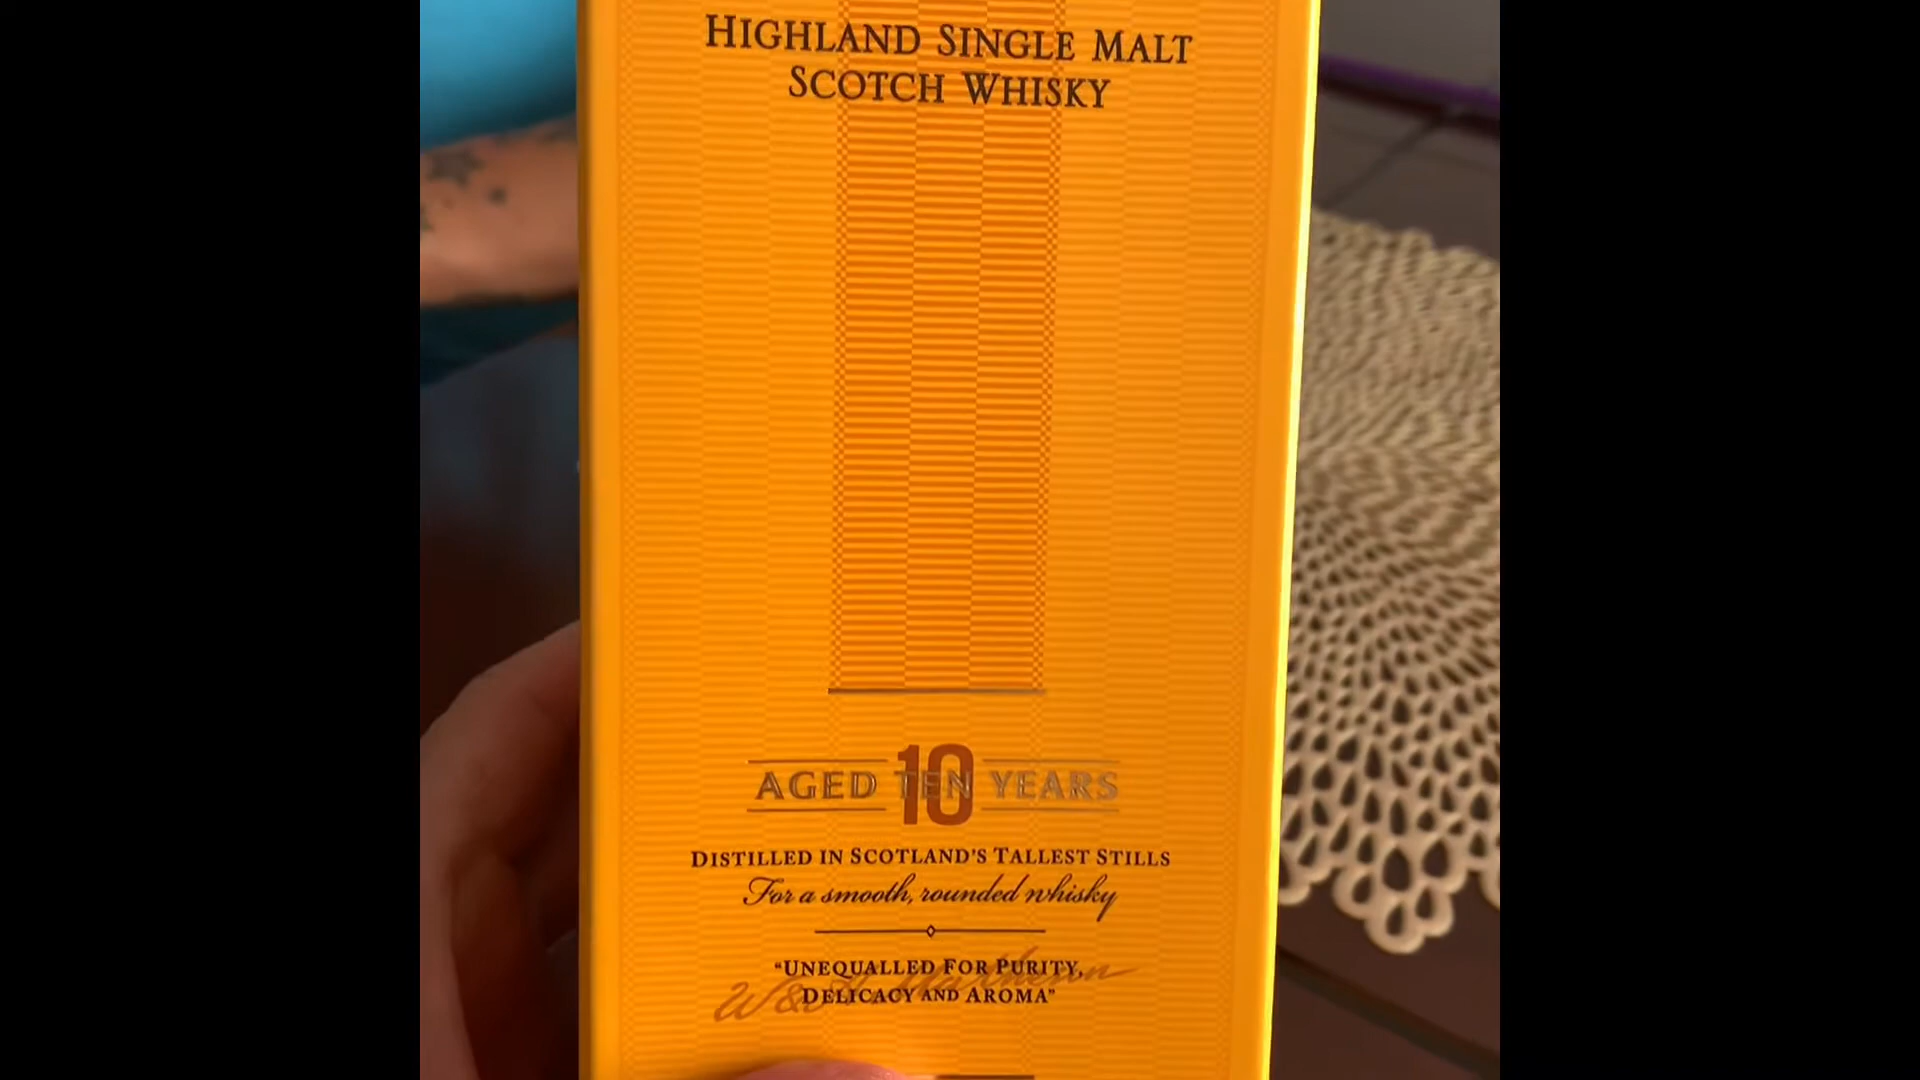 HIGHLAND SINGLE MALT
SCOTCH WHISKY
AGED TEN YEARS
10
DISTILLED IN SCOTLAND'S TALLEST STILLS
For a smooth, rounded whisky
"UNEQUALLED FOR PURITY,
DELICACY AND AROMA"